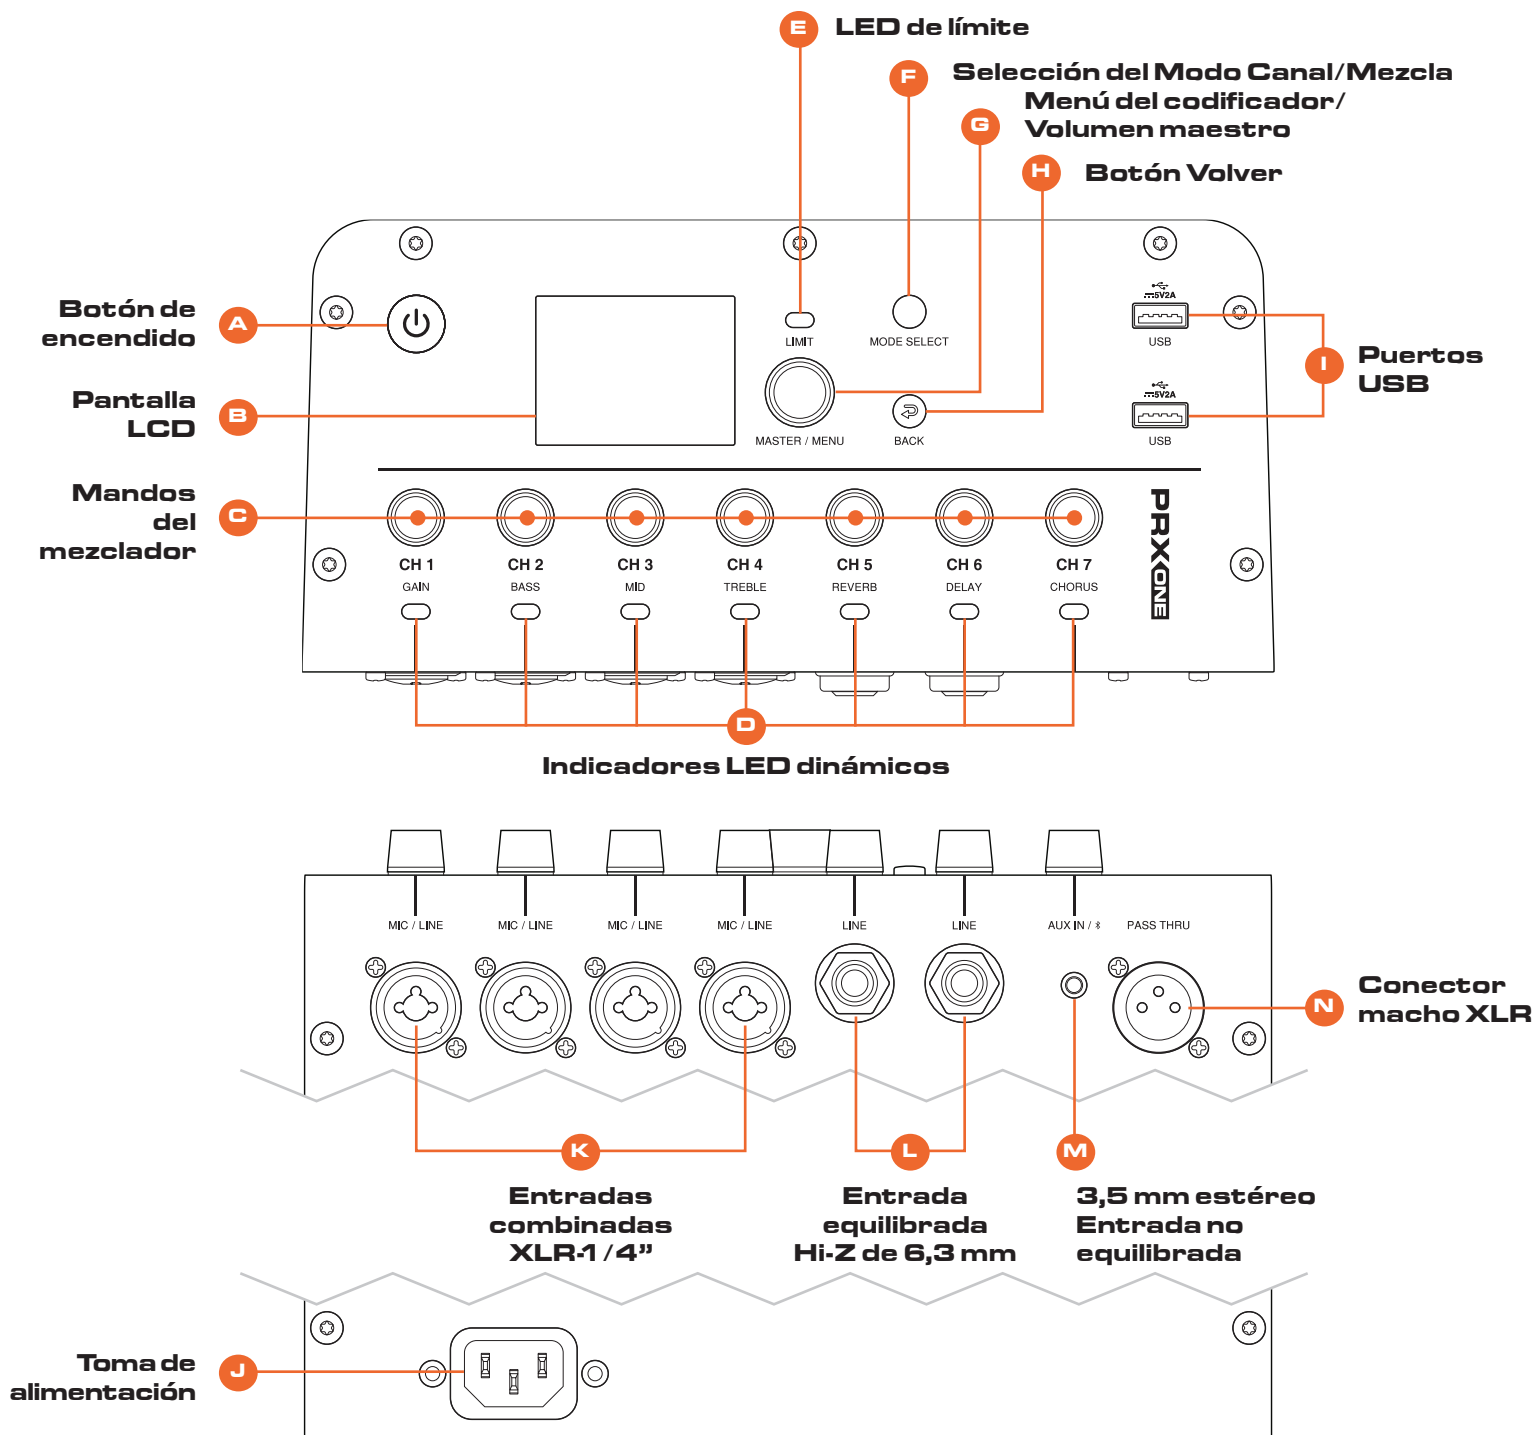 E LED de límite
F Selección del Modo Canal/Mezcla
G Menú del codificador/
Volumen maestro
H Botón Volver
A Botón de
encendido
B Pantalla
LCD
C Mandos
del
mezclador
LIMIT
MODE SELECT
MASTER / MENU
BACK
5V2A
USB
5V2A
USB
I Puertos
USB
CH 1
CH 2
CH 3
CH 4
CH 5
CH 6
CH 7
GAIN
BASS
MID
TREBLE
REVERB
DELAY
CHORUS
PRXONE
D
Indicadores LED dinámicos
MIC / LINE
MIC / LINE
MIC / LINE
MIC / LINE
LINE
LINE
AUX IN /
PASS THRU
N Conector
macho XLR
K
Entradas
combinadas
XLR-1/4”
L
Entrada
equilibrada
Hi-Z de 6,3 mm
M
3,5 mm estéreo
Entrada no
equilibrada
J Toma de
alimentación